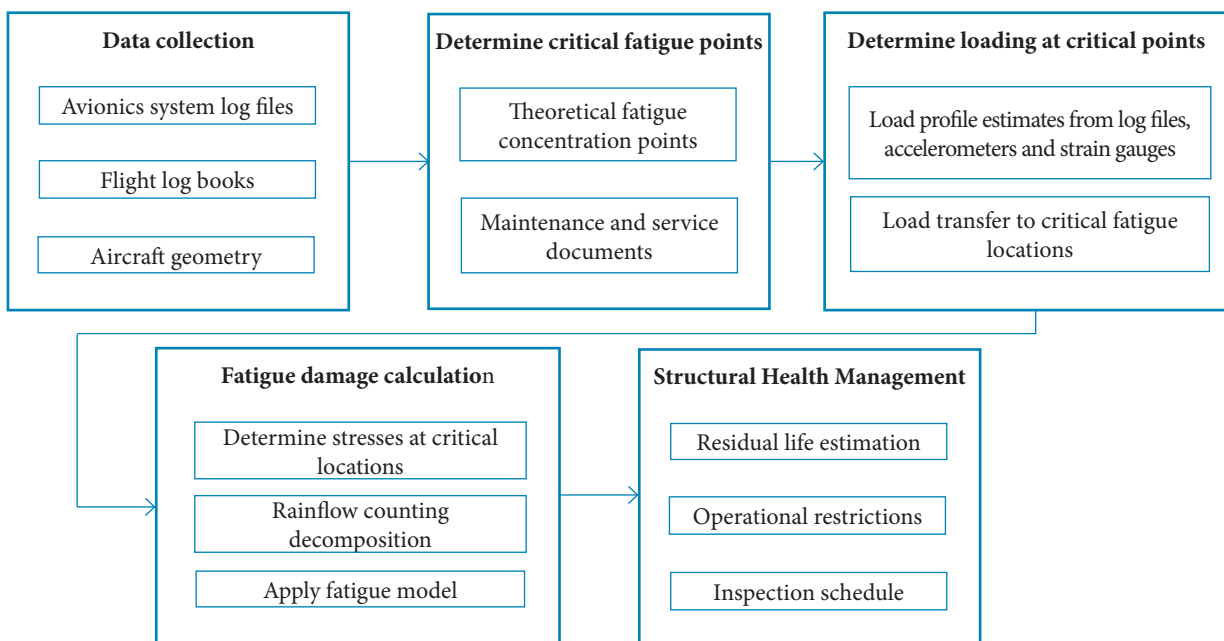 Data collection
Avionics system log files
Flight log books
Aircraft geometry
Determine critical fatigue points
Theoretical fatigue
concentration points
Maintenance and service
documents
Determine loading at critical points
Load profile estimates from log files,
accelerometers and strain gauges
Load transfer to critical fatigue
locations
Fatigue damage calculation
Determine stresses at critical
locations
Rainflow counting
decomposition
Apply fatigue model
Structural Health Management
Residual life estimation
Operational restrictions
Inspection schedule